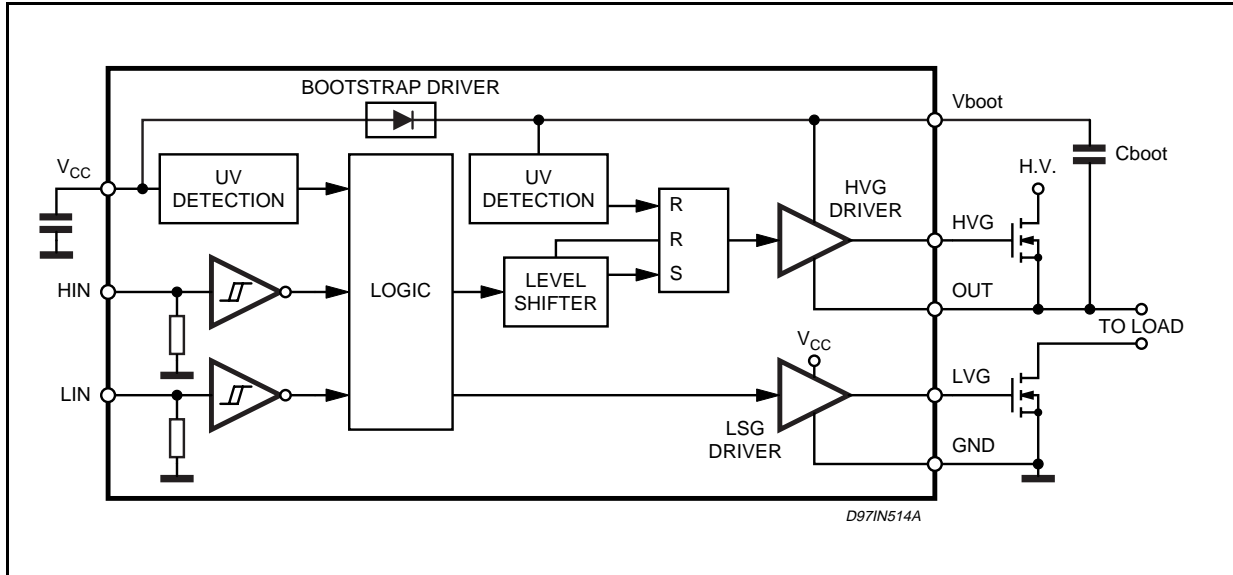 BOOTSTRAP DRIVER
Vboot
Cboot
H.V.
VCC
UV
DETECTION
UV
DETECTION
LOGIC
R
R
S
HVG
DRIVER
HVG
HIN
LEVEL
SHIFTER
OUT
TO LOAD
VCC
LIN
LVG
LSG
DRIVER
GND
D97IN514A